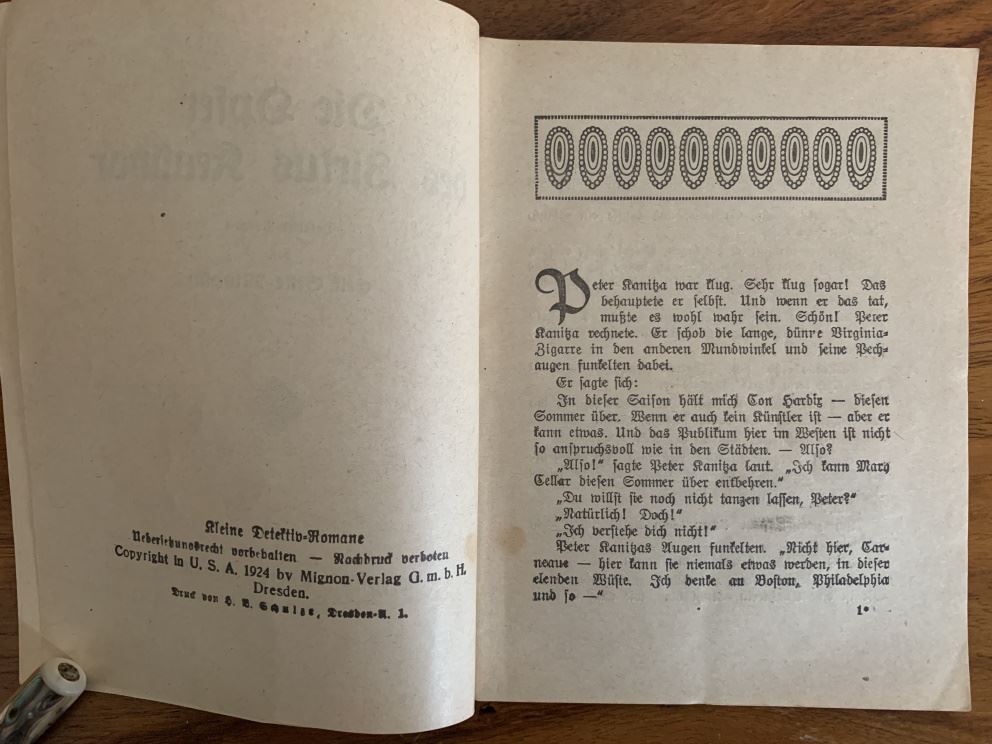 Kleine Detektiv-Romane
Uebersetzungsrecht vorbehalten — Nachdruck verboten
Copyright in U. S. A. 1924 by Mignon-Verlag G. m. b. H.
Dresden.
Druck von H. B. Schulze, Dresden-A. 1.
Peter Kanitza war klug. Sehr klug sogar! Das
behauptete er selbst. Und wenn er das tat,
mußte es wohl wahr sein. Schön! Peter
Kanitza rechnete. Er schob die lange, dünne Virginia-
Zigarre in den anderen Mundwinkel und seine Pech-
augen funkelten dabei.
Er sagte sich:
In dieser Saison hält mich Con Hardix — diesen
Sommer über. Wenn er auch kein Künstler ist — aber er
kann etwas. Und das Publikum hier im Westen ist nicht
so anspruchsvoll wie in den Städten. — Also?
„Also!“ sagte Peter Kanitza laut. „Ich kann Mary
Cellar diesen Sommer über entbehren.“
„Du willst sie noch nicht tanzen lassen, Peter?“
„Natürlich! Doch!“
„Ich verstehe dich nicht!“
Peter Kanitzas Augen funkelten. „Nicht hier, Car-
neaux — hier kann sie niemals etwas werden, in dieser
elenden Wüste. Ich denke an Boston, Philadelphia
und so —“
1*